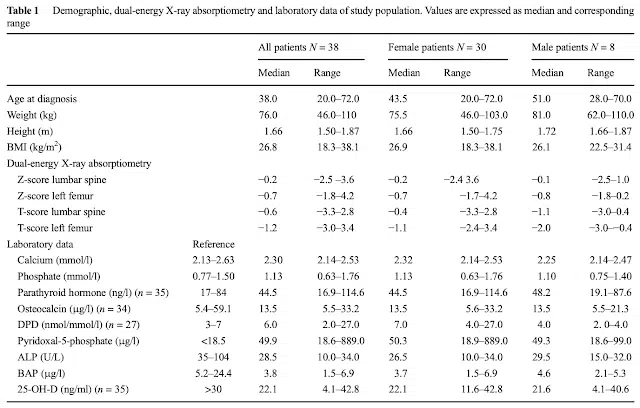 Table 1 Demographic, dual-energy X-ray absorptiometry and laboratory data of study population. Values are expressed as median and corresponding
range
All patients N = 38 Female patients N = 30 Male patients N = 8
Median Range Median Range Median Range
Age at diagnosis 38.0 20.0–72.0 43.5 20.0–72.0 51.0 28.0–70.0
Weight (kg) 76.0 46.0–110 75.5 46.0–103.0 81.0 62.0–110.0
Height (m) 1.66 1.50–1.87 1.66 1.50–1.75 1.72 1.66–1.87
BMI (kg/m²) 26.8 18.3–38.1 26.9 18.3–38.1 26.1 22.5–31.4
Dual-energy X-ray absorptiometry
Z-score lumbar spine −0.2 −2.5 –3.6 −0.2 −2.4 3.6 −0.1 −2.5–1.0
Z-score left femur −0.7 −1.8–4.2 −0.7 −1.7–4.2 −0.8 −1.8–0.2
T-score lumbar spine −0.6 −3.3–2.8 −0.4 −3.3–2.8 −1.1 −3.0–0.4
T-score left femur −1.2 −3.0–3.4 −1.1 −2.4–3.4 −2.0 −3.0–−0.4
Laboratory data Reference
Calcium (mmol/l) 2.13–2.63 2.30 2.14–2.53 2.32 2.14–2.53 2.25 2.14–2.47
Phosphate (mmol/l) 0.77–1.50 1.13 0.63–1.76 1.13 0.63–1.76 1.10 0.75–1.40
Parathyroid hormone (ng/l) (n = 35) 17–84 44.5 16.9–114.6 44.5 16.9–114.6 48.2 19.1–87.6
Osteocalcin (µg/l) (n = 34) 5.4–59.1 13.5 5.5–33.2 13.5 5.6–33.2 13.5 5.5–21.3
DPD (nmol/mmol/l) (n = 27) 3–7 6.0 2.0–27.0 7.0 4.0–27.0 4.0 2. 0–4.0
Pyridoxal-5-phosphate (µg/l) <18.5 49.9 18.6–889.0 50.3 18.9–889.0 49.3 18.6–99.0
ALP (U/L) 35–104 28.5 10.0–34.0 26.5 10.0–34.0 29.5 15.0–32.0
BAP (µg/l) 5.2–24.4 3.8 1.5–6.9 3.7 1.5–6.9 4.6 2.1–5.3
25-OH-D (ng/ml) (n = 35) >30 22.1 4.1–42.8 22.1 11.6–42.8 21.6 4.1–40.6